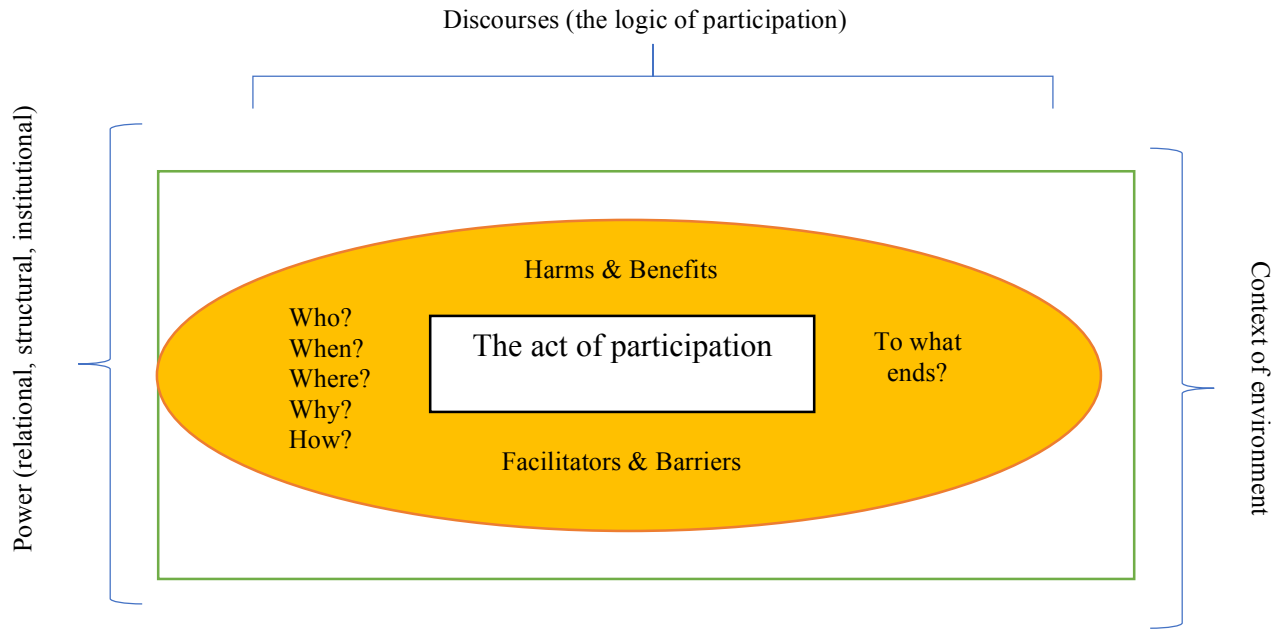 Discourses (the logic of participation)
Power (relational, structural, institutional)
Harms & Benefits
Who?
When?
Where?
Why?
How?
The act of participation
To what
ends?
Facilitators & Barriers
Context of environment